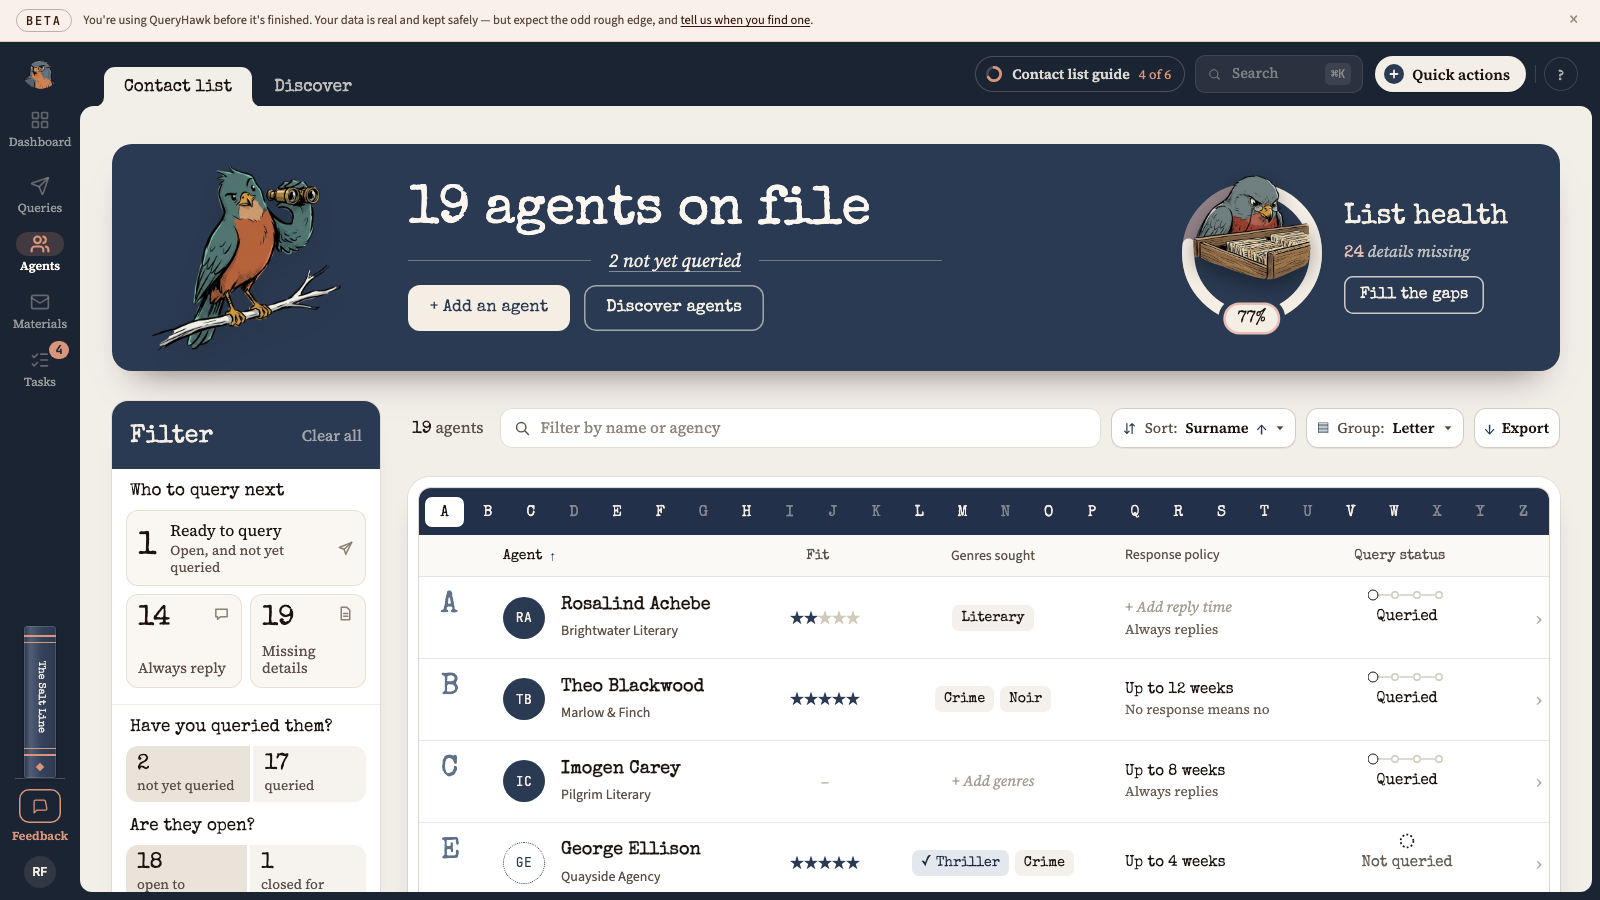 BETA You're using QueryHawk before it's finished. Your data is real and kept safely — but expect the odd rough edge, and tell us when you find one. ×
Contact list Discover
Contact list guide 4 of 6
Search ⌘K
Quick actions
?
Dashboard
Queries
Agents
Materials
4
Tasks
The Salt Line
Feedback
RF
19 agents on file
2 not yet queried
+ Add an agent Discover agents
77%
List health
24 details missing
Fill the gaps
Filter Clear all
Who to query next
1 Ready to query
Open, and not yet
queried
14
Always reply
19
Missing
details
Have you queried them?
2
not yet queried
17
queried
Are they open?
18
open to
1
closed for
19 agents Filter by name or agency Sort: Surname ↑ Group: Letter ↓ Export
A B C D E F G H I J K L M N O P Q R S T U V W X Y Z
Agent ↑ Fit Genres sought Response policy Query status
A
RA
Rosalind Achebe
Brightwater Literary
★★★★★
Literary
+ Add reply time
Always replies
Queried
›
B
TB
Theo Blackwood
Marlow & Finch
★★★★★
Crime Noir
Up to 12 weeks
No response means no
Queried
›
C
IC
Imogen Carey
Pilgrim Literary
–
+ Add genres
Up to 8 weeks
Always replies
Queried
›
E
GE
George Ellison
Quayside Agency
★★★★★
✓ Thriller Crime
Up to 4 weeks
Not queried
›